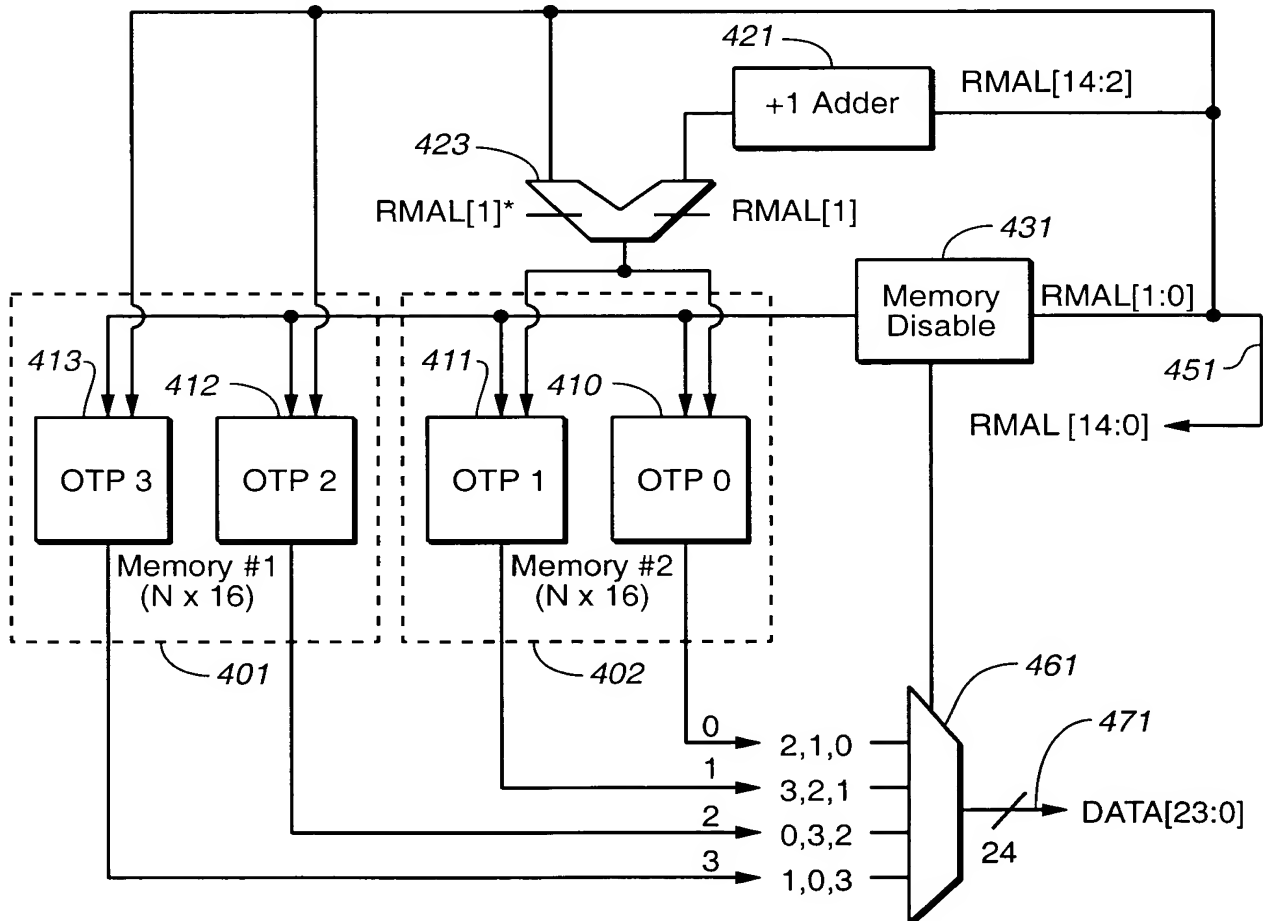 421
+1 Adder
RMAL[14:2]
423
RMAL[1]*
RMAL[1]
431
Memory
Disable
RMAL[1:0]
451
RMAL [14:0]
413
412
411
410
OTP 3
OTP 2
OTP 1
OTP 0
Memory #1
(N x 16)
Memory #2
(N x 16)
401
402
461
471
0
2,1,0
1
3,2,1
2
0,3,2
3
1,0,3
24
DATA[23:0]